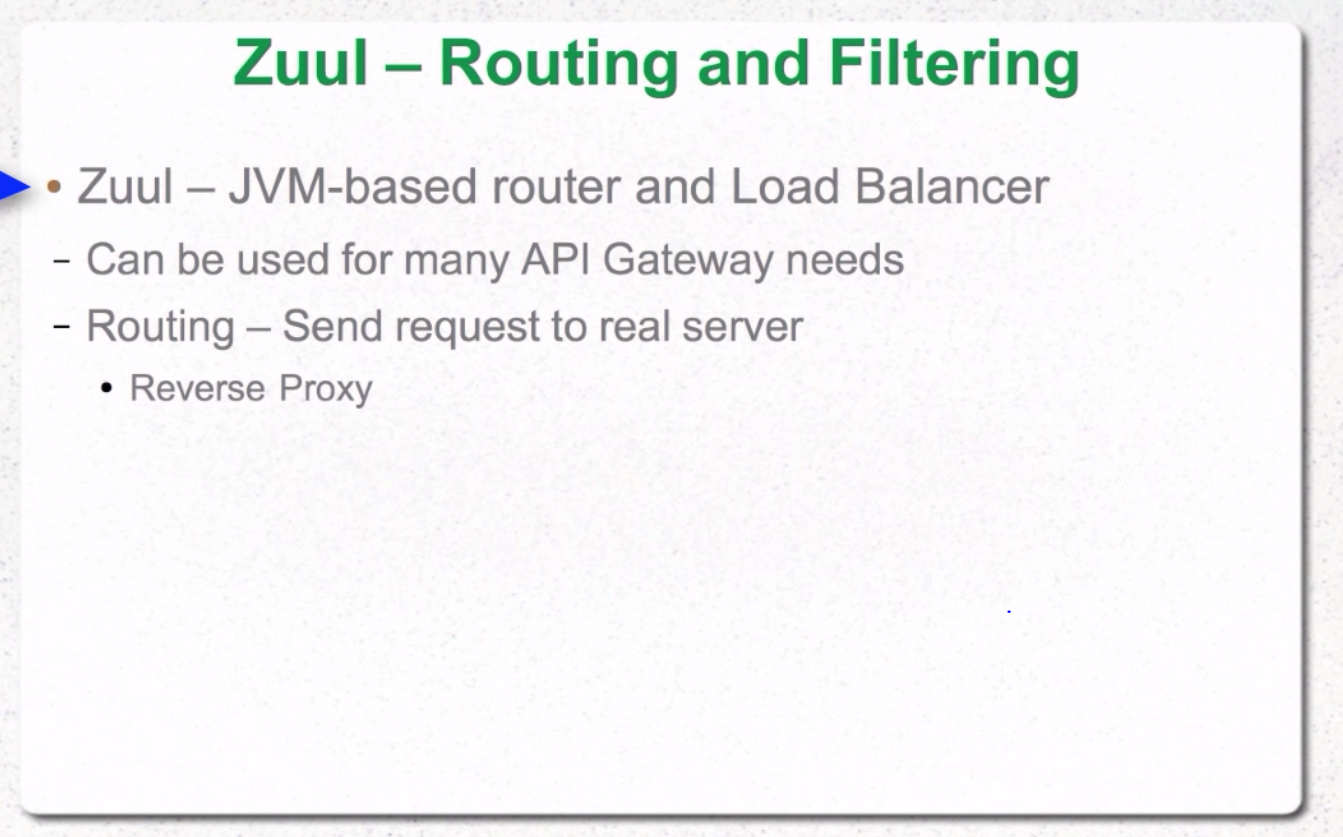 Zuul – Routing and Filtering
• Zuul – JVM-based router and Load Balancer
– Can be used for many API Gateway needs
– Routing – Send request to real server
• Reverse Proxy